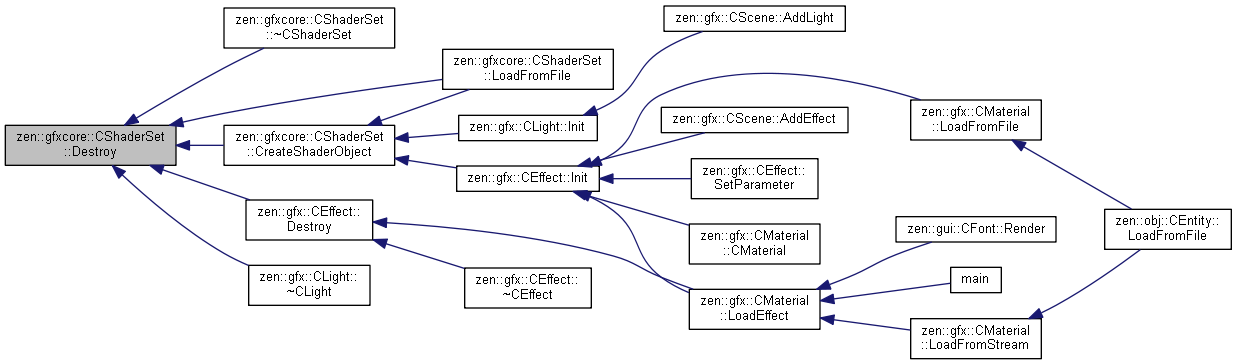 zen::gfxcore::CShaderSet
::~CShaderSet
zen::gfx::CScene::AddLight
zen::gfxcore::CShaderSet
::LoadFromFile
zen::gfxcore::CShaderSet
::Destroy
zen::gfxcore::CShaderSet
::CreateShaderObject
zen::gfx::CLight::Init
zen::gfx::CScene::AddEffect
zen::gfx::CMaterial
::LoadFromFile
zen::gfx::CEffect::Init
zen::gfx::CEffect::
SetParameter
zen::gfx::CEffect::
Destroy
zen::gfx::CMaterial
::CMaterial
zen::gui::CFont::Render
zen::obj::CEntity::
LoadFromFile
zen::gfx::CLight::
~CLight
zen::gfx::CEffect::
~CEffect
zen::gfx::CMaterial
::LoadEffect
main
zen::gfx::CMaterial
::LoadFromStream